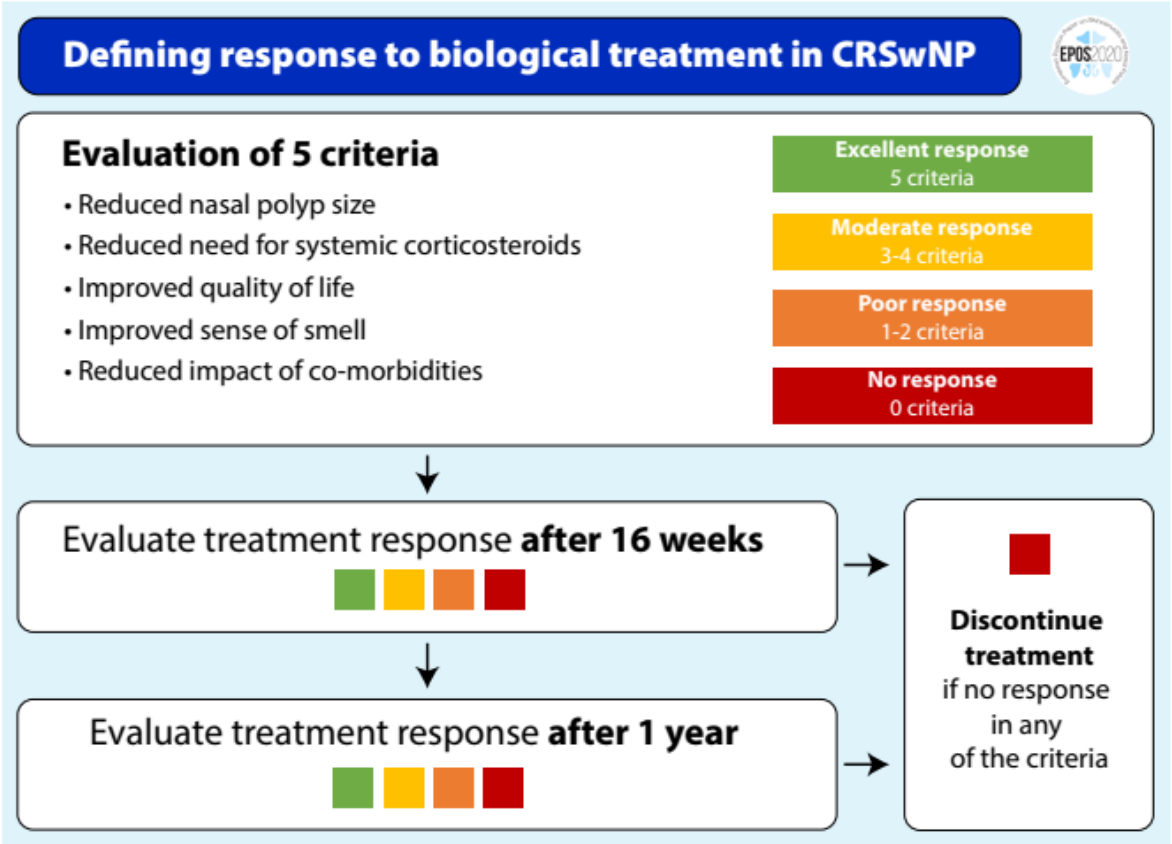 Defining response to biological treatment in CRSwNP
EPOS2020
Evaluation of 5 criteria
• Reduced nasal polyp size
• Reduced need for systemic corticosteroids
• Improved quality of life
• Improved sense of smell
• Reduced impact of co-morbidities
Excellent response
5 criteria
Moderate response
3-4 criteria
Poor response
1-2 criteria
No response
0 criteria
Evaluate treatment response after 16 weeks
Evaluate treatment response after 1 year
Discontinue
treatment
if no response
in any
of the criteria